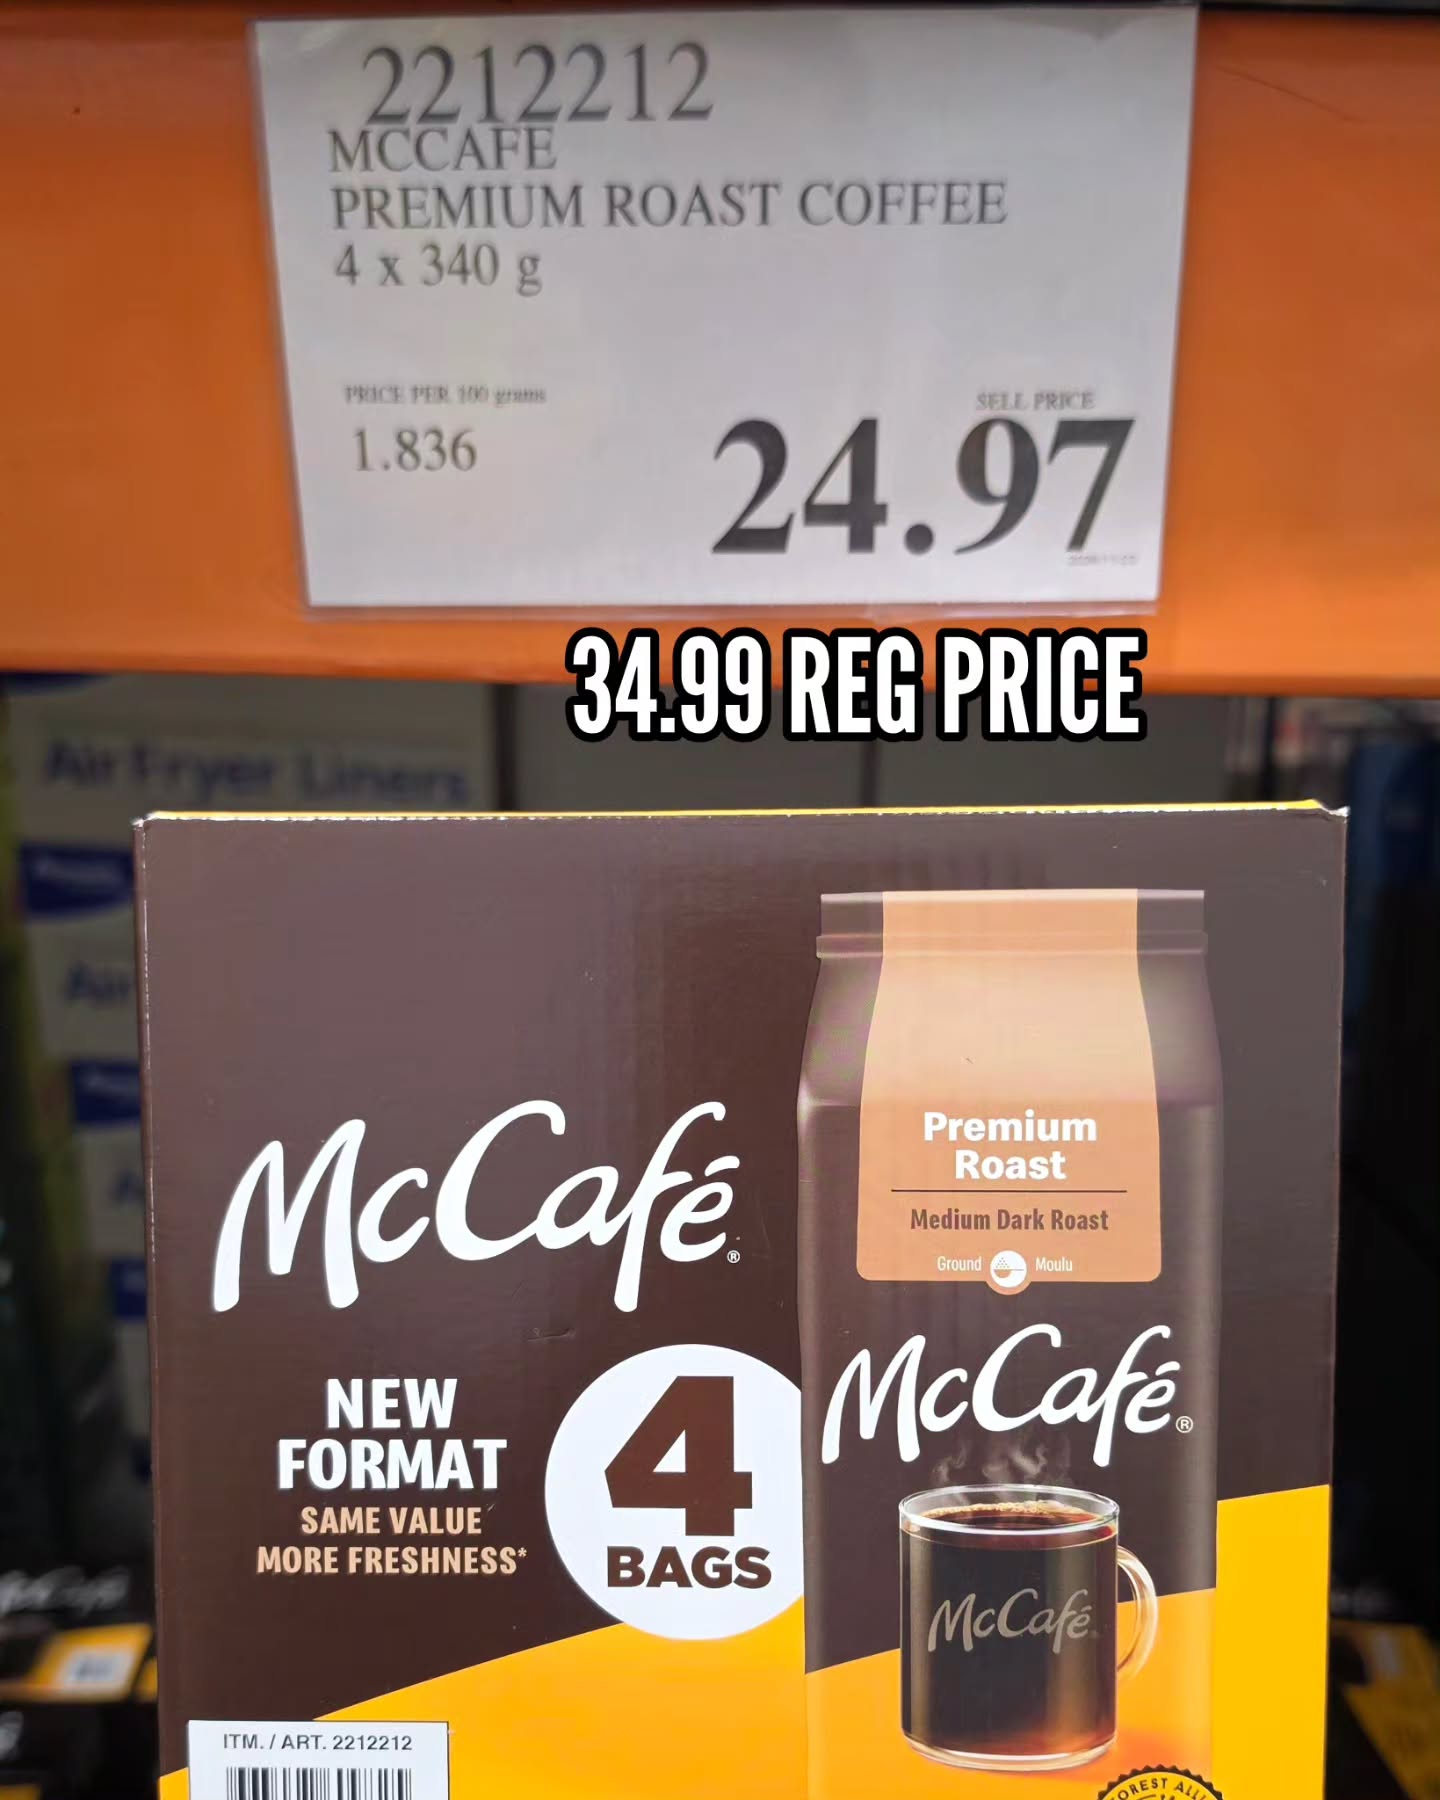 2212212
MCCAFE
PREMIUM ROAST COFFEE
4 x 340 g
PRICE PER 100 grams
SELL PRICE
1.836
24.97
34.99 REG PRICE
Air Fryer Liners
Premium
Roast
Medium Dark Roast
Ground Moulu
McCafé®
McCafé®
NEW
FORMAT
SAME VALUE
MORE FRESHNESS*
4
BAGS
McCafé
ITM. / ART. 2212212